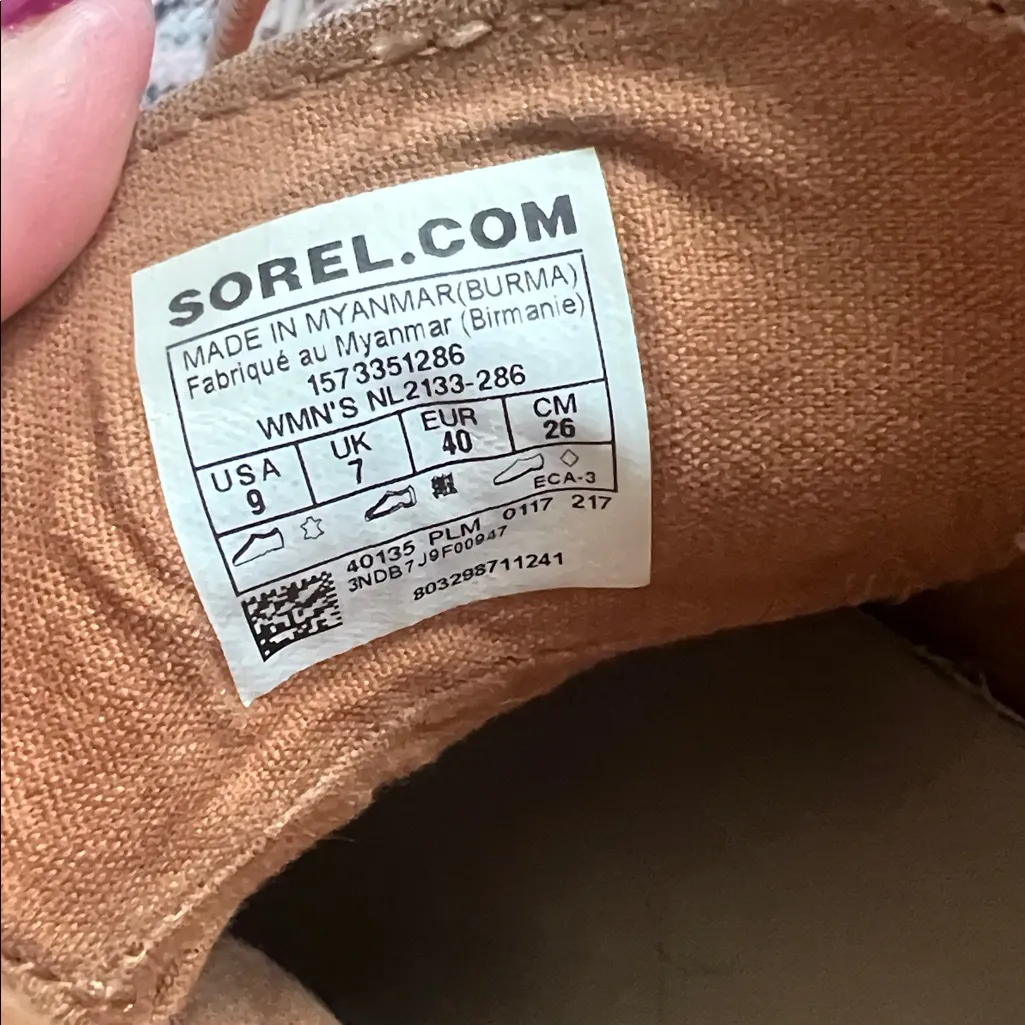 SOREL.COM
MADE IN MYANMAR(BURMA)
Fabriqué au Myanmar (Birmanie)
1573351286
WMN'S NL2133-286
USA UK EUR CM
9 7 40 26
ECA-3
40135 PLM 0117 217
3NDB7J9F00947
803298711241